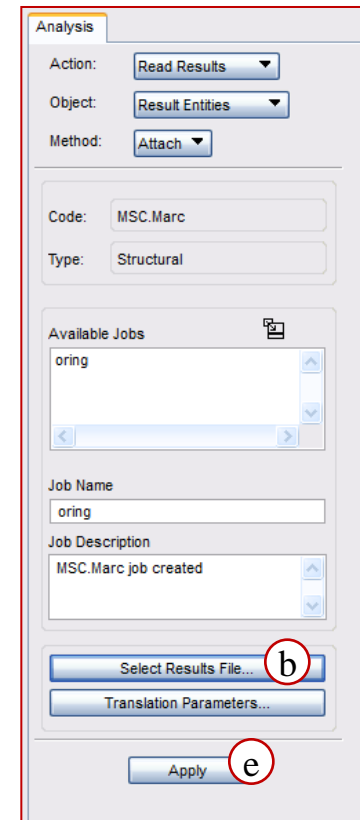 Analysis
Action: Read Results
Object: Result Entities
Method: Attach
Code: MSC.Marc
Type: Structural
Available Jobs
oring
Job Name
oring
Job Description
MSC.Marc job created
Select Results File... b
Translation Parameters...
Apply e